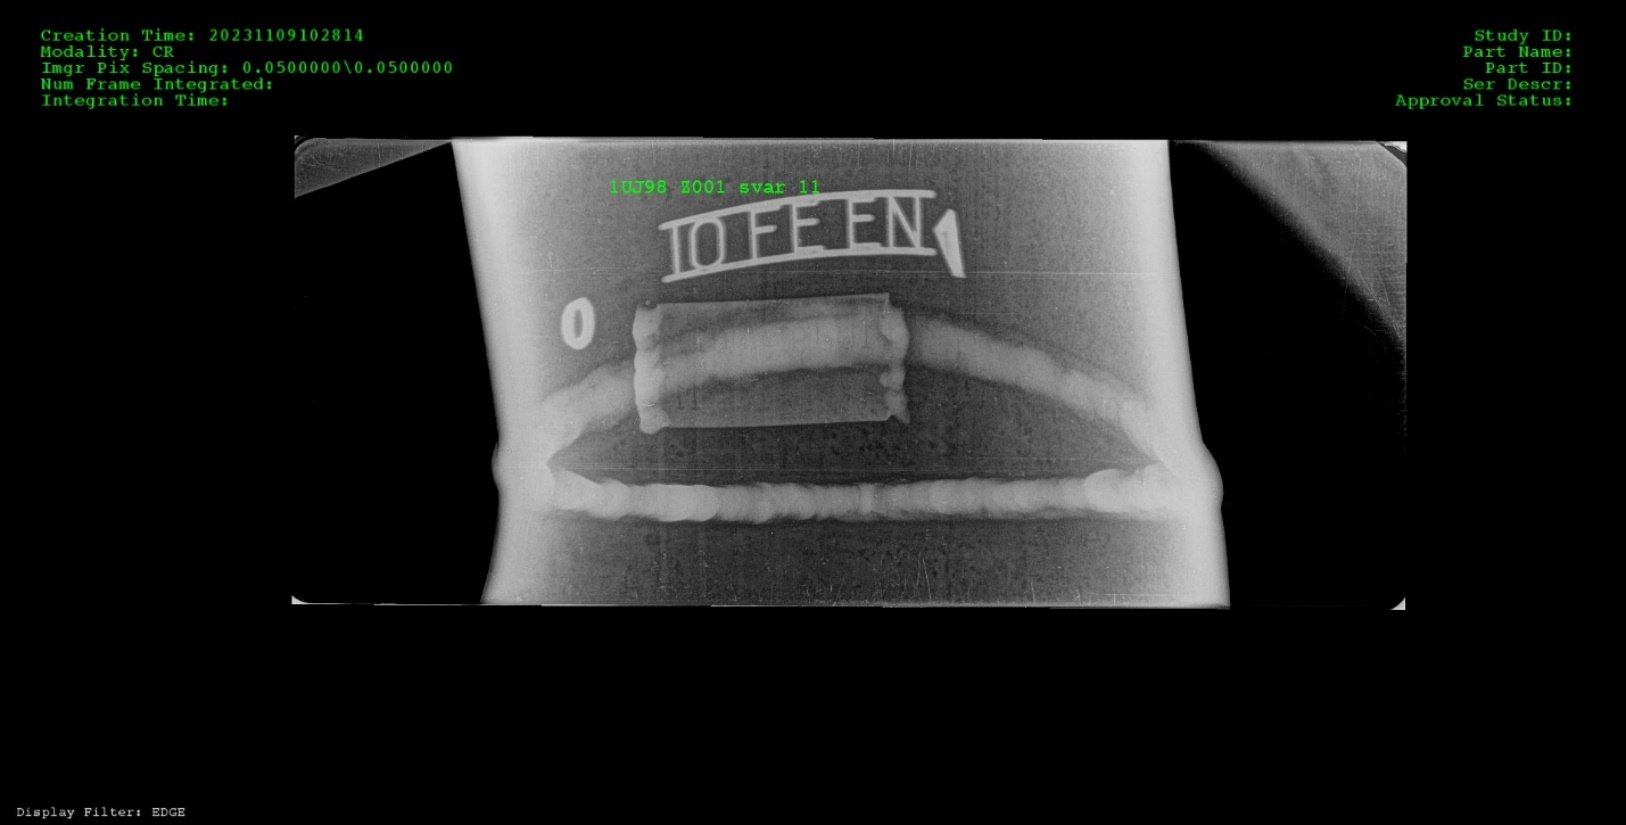 Creation Time: 20231109102814
Modality: CR
Imgr Pix Spacing: 0.0500000\0.0500000
Num Frame Integrated:
Integration Time:
Study ID:
Part Name:
Part ID:
Ser Descr:
Approval Status:
1UJ98 Z001 svar 11
10 FE EN
1
0
Display Filter: EDGE